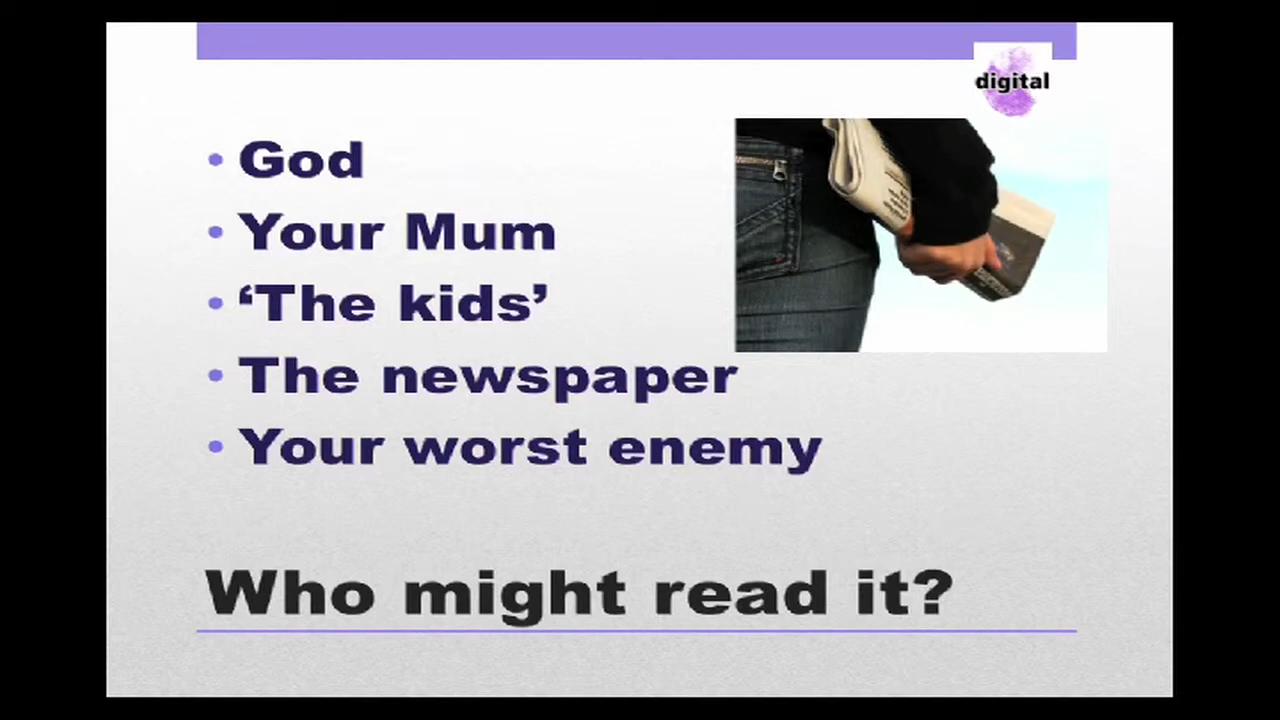 digital
God
Your Mum
‘The kids’
The newspaper
Your worst enemy
Who might read it?